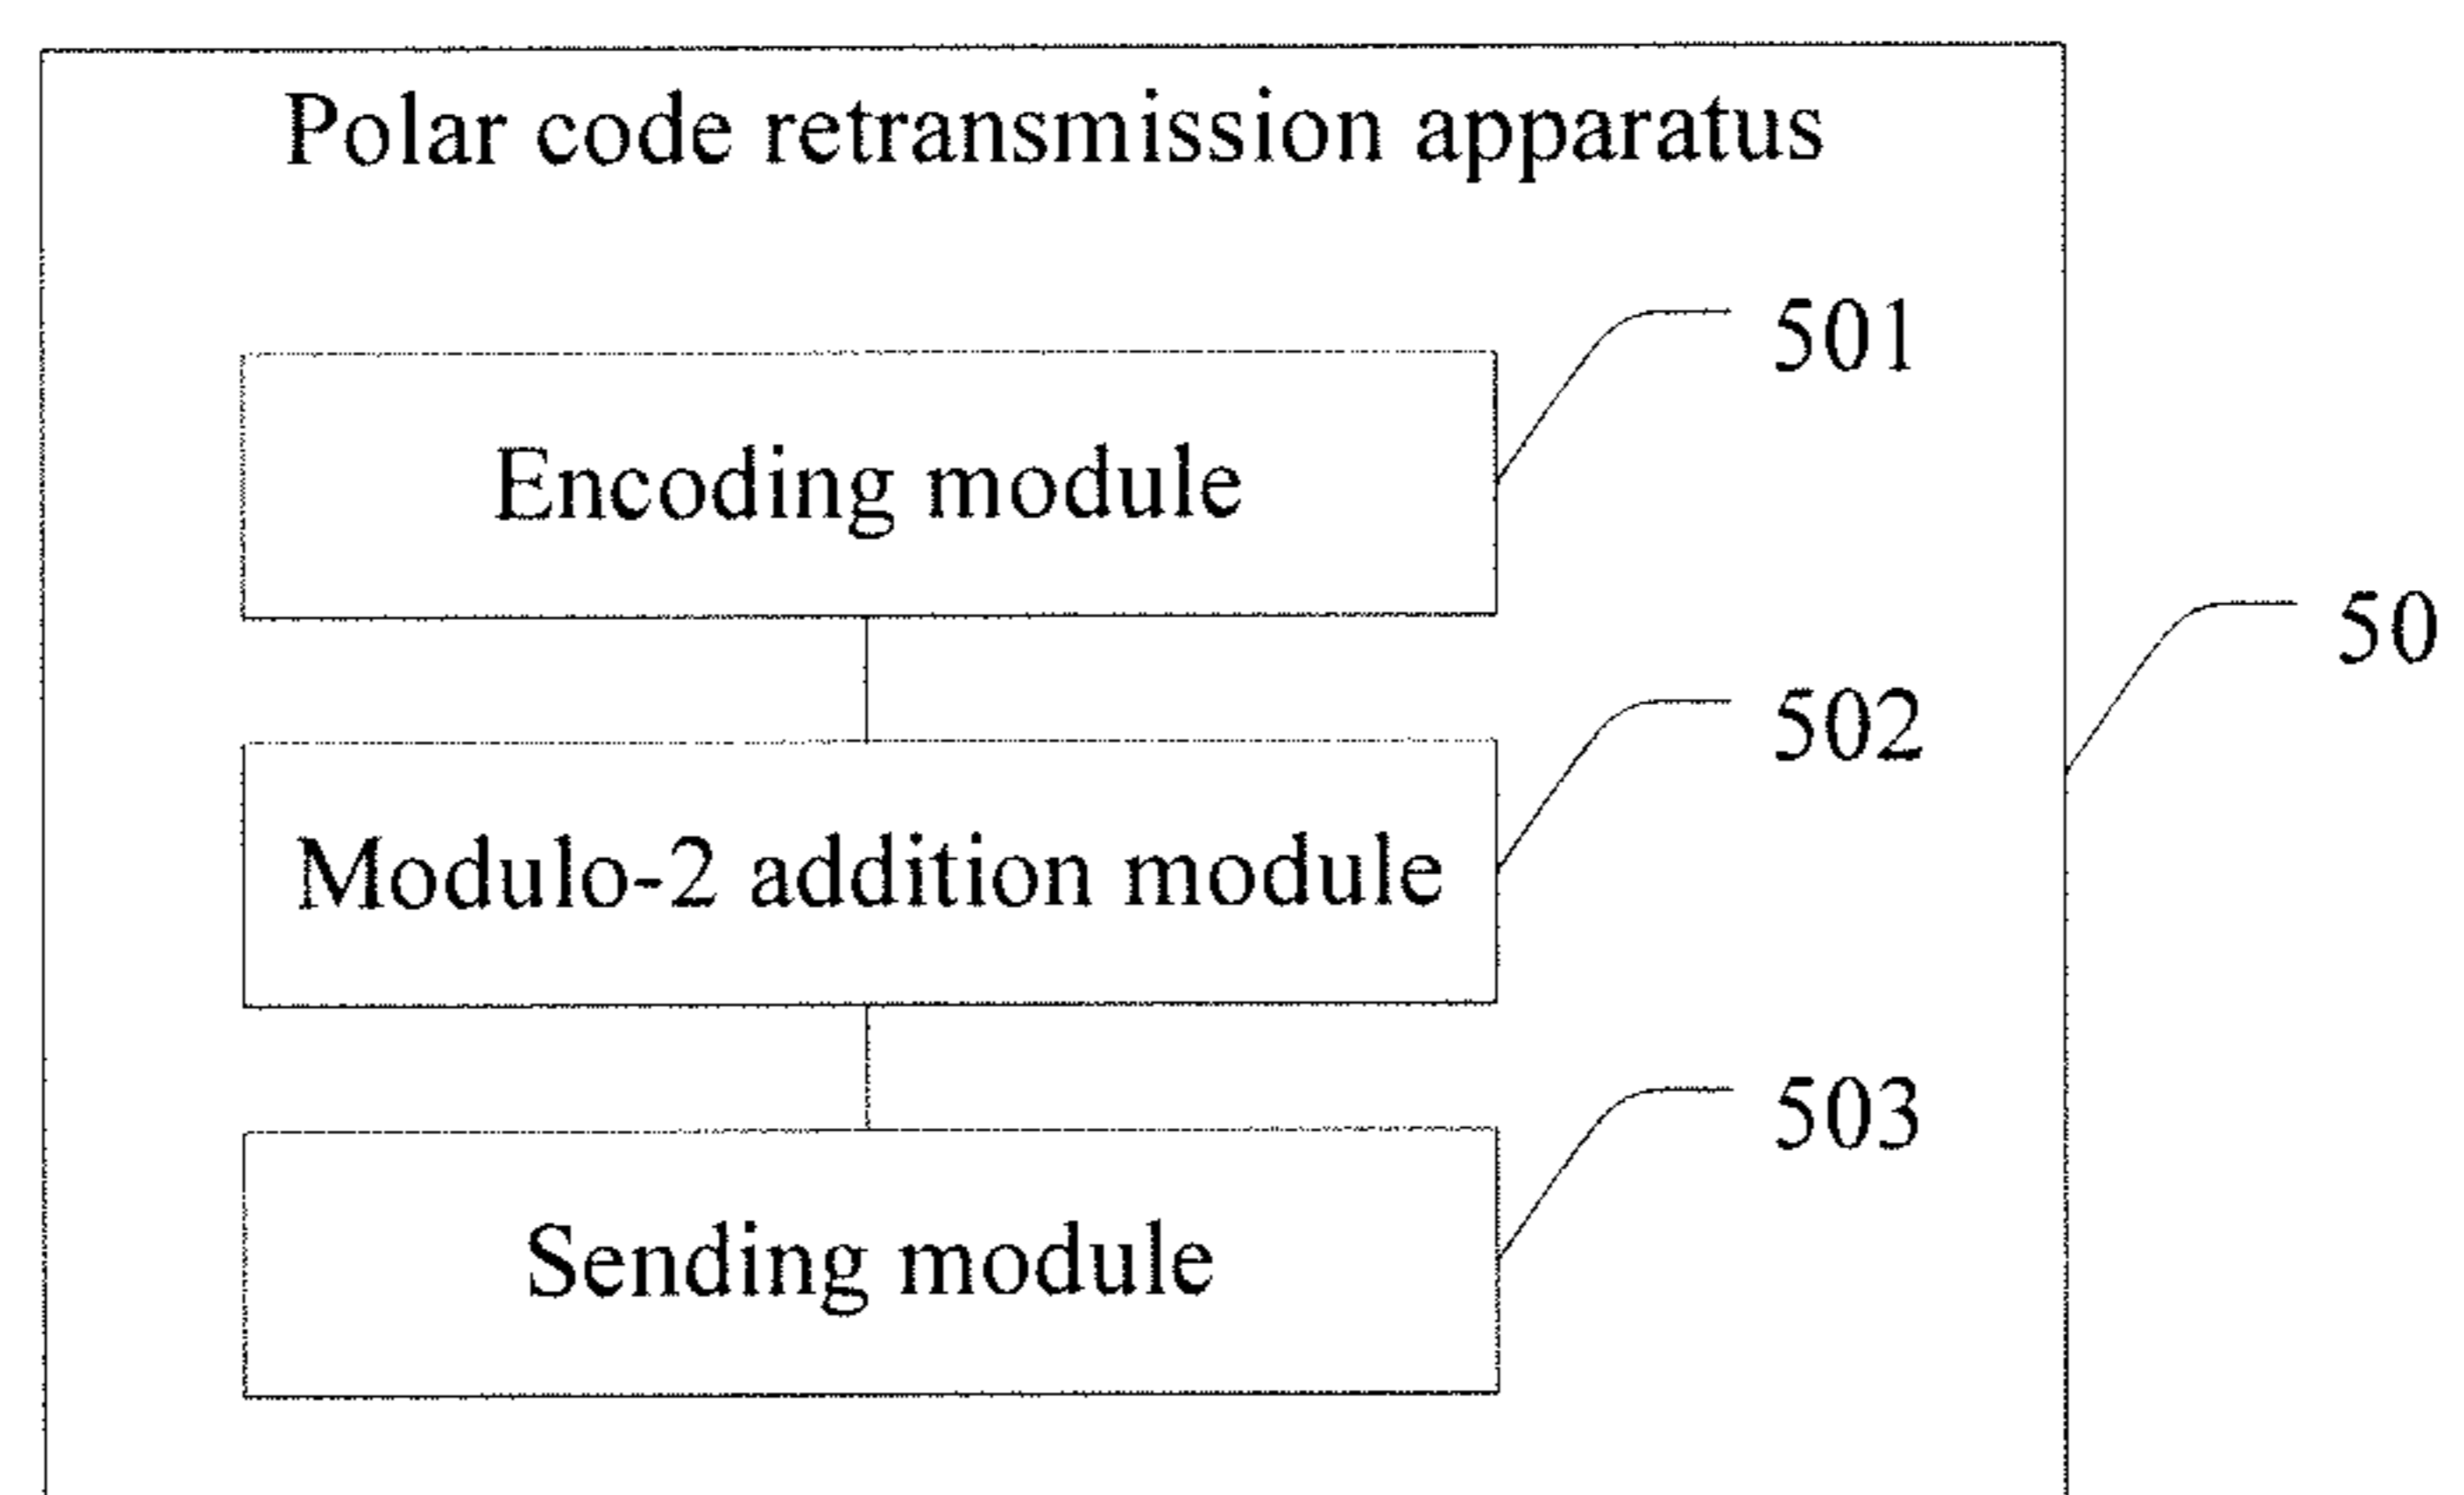 Polar code retransmission apparatus
501
Encoding module
50
502
Modulo-2 addition module
503
Sending module